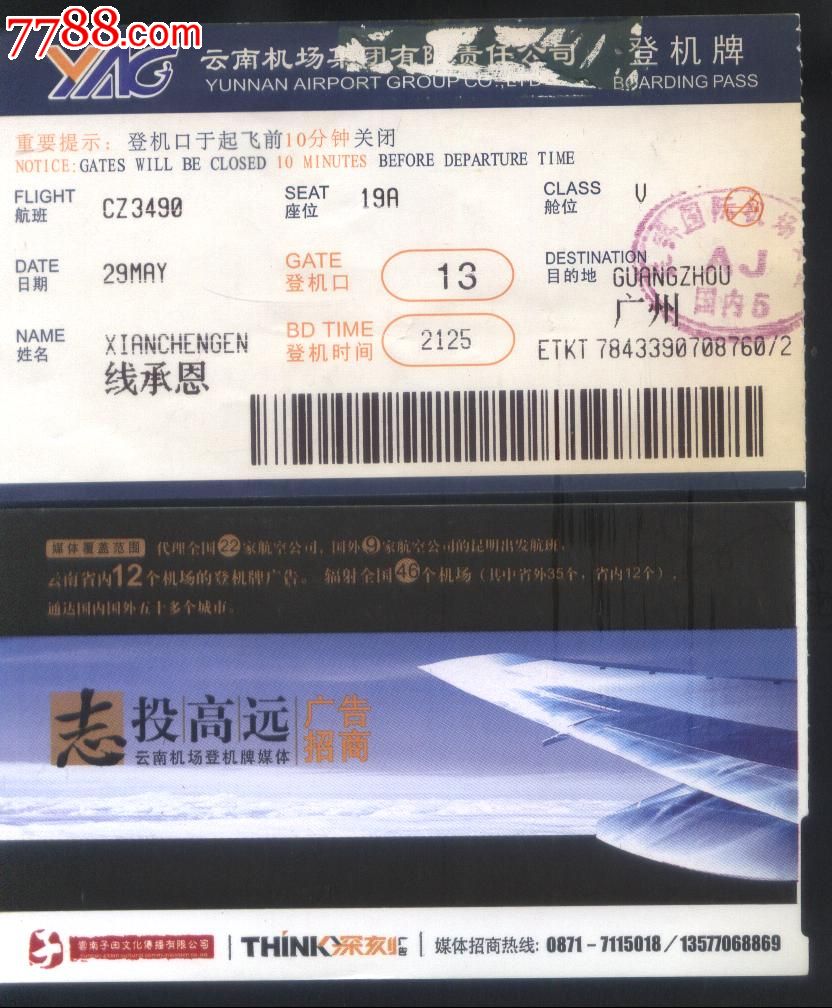 7788.com
YAG 云南机场集团有限责任公司 登机牌
YUNNAN AIRPORT GROUP CO.,LTD BOARDING PASS
重要提示：登机口于起飞前10分钟关闭
NOTICE:GATES WILL BE CLOSED 10 MINUTES BEFORE DEPARTURE TIME
FLIGHT 航班 CZ3490 SEAT 座位 19A CLASS 舱位 V
DATE 日期 29MAY GATE 登机口 13 DESTINATION 目的地 GUANGZHOU
广州
国际机场
AJ
国内5
NAME 姓名 XIANCHENGEN BD TIME 登机时间 2125 ETKT 7843390708760/2
线承恩
媒体覆盖范围 代理全国22家航空公司，国外9家航空公司的昆明出发航班，
云南省内12个机场的登机牌广告。 辐射全国46个机场（其中省外35个，省内12个），
通达国内国外五十多个城市。
志 投高远 广告
云南机场登机牌媒体 招商
云南子田文化传播有限公司 THINK 深刻广告 媒体招商热线: 0871-7115018/13577068869